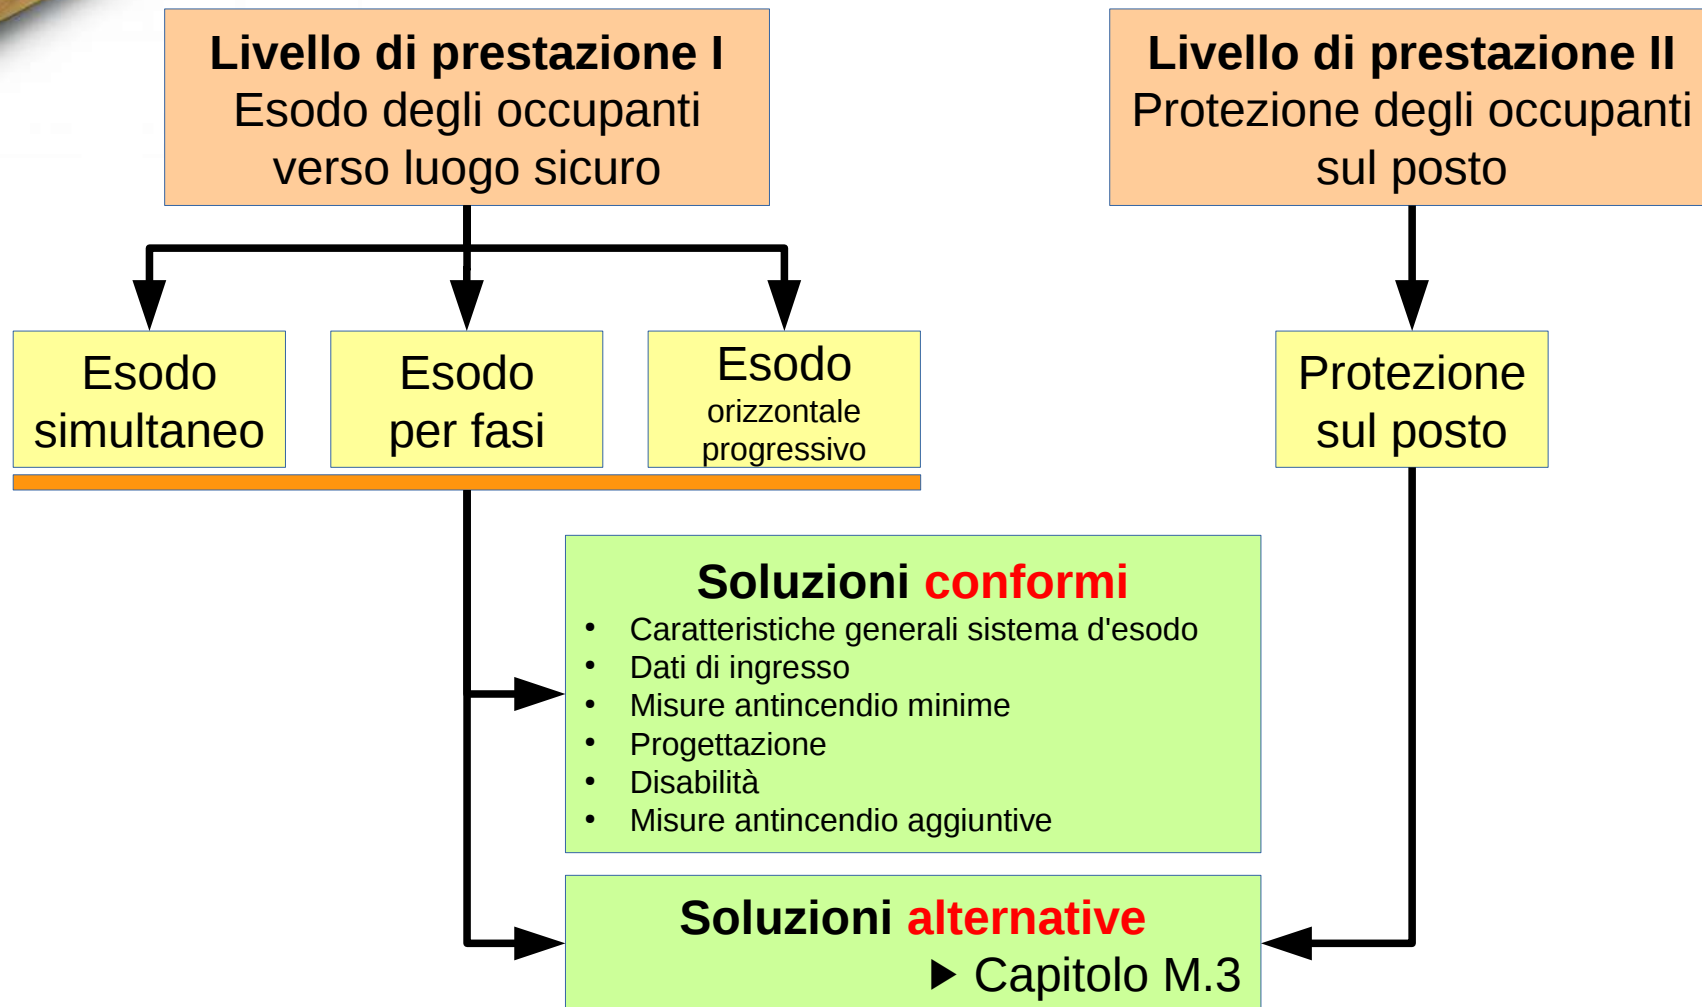 Livello di prestazione I
Esodo degli occupanti
verso luogo sicuro
Livello di prestazione II
Protezione degli occupanti
sul posto
Esodo
simultaneo
Esodo
per fasi
Esodo
orizzontale
progressivo
Protezione
sul posto
Soluzioni conformi
• Caratteristiche generali sistema d'esodo
• Dati di ingresso
• Misure antincendio minime
• Progettazione
• Disabilità
• Misure antincendio aggiuntive
Soluzioni alternative
▶ Capitolo M.3